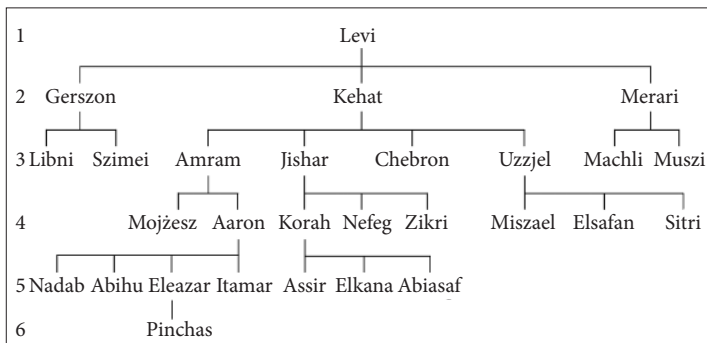 1 Levi
2 Gerszon Kehat Merari
3 Libni Szimei Amram Jishar Chebron Uzzjel Machli Muszi
4 Mojżesz Aaron Korah Nefeg Zikri Miszael Elsafan Sitri
5 Nadab Abihu Eleazar Itamar Assir Elkana Abiasaf
6 Pinchas